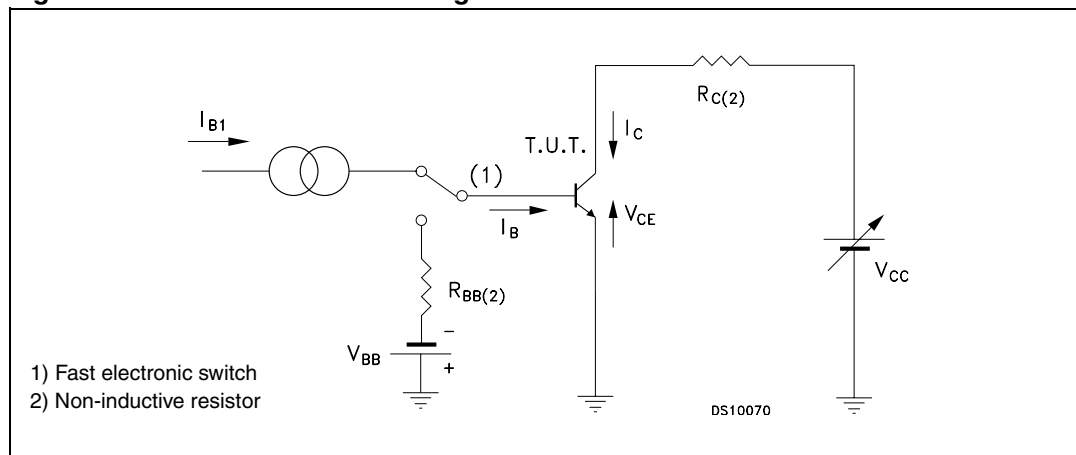 I_B1
(1)
I_B
T.U.T.
I_C
V_CE
R_C(2)
V_CC
R_BB(2)
V_BB
−
+
1) Fast electronic switch
2) Non-inductive resistor
DS10070